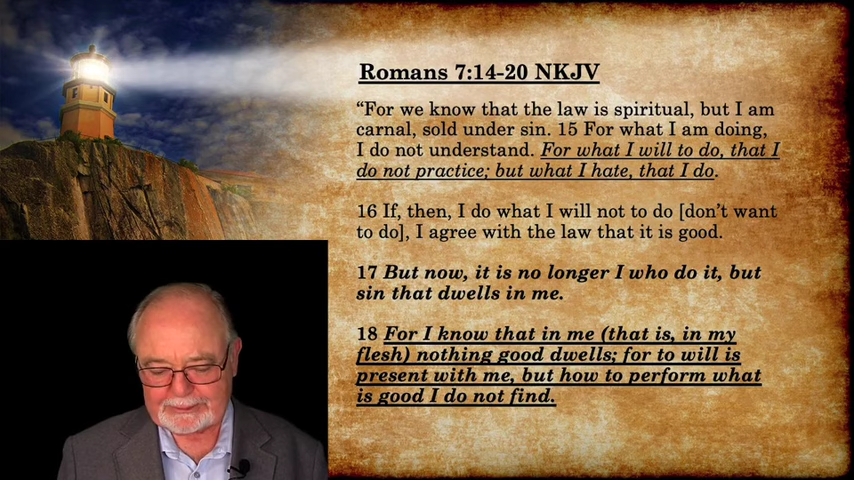 Romans 7:14-20 NKJV
“For we know that the law is spiritual, but I am
carnal, sold under sin. 15 For what I am doing,
I do not understand. For what I will to do, that I
do not practice; but what I hate, that I do.
16 If, then, I do what I will not to do [don’t want
to do], I agree with the law that it is good.
17 But now, it is no longer I who do it, but
sin that dwells in me.
18 For I know that in me (that is, in my
flesh) nothing good dwells; for to will is
present with me, but how to perform what
is good I do not find.